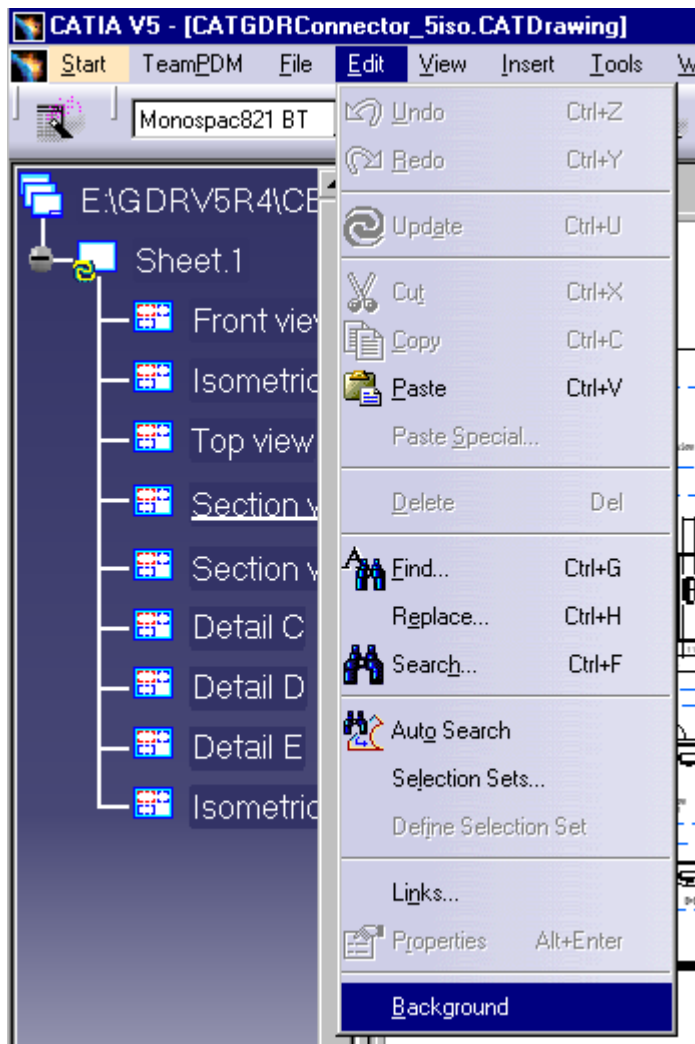 CATIA V5 - [CATGDRConnector_5iso.CATDrawing]
Start TeamPDM File Edit View Insert Tools W
Monospac821 BT
E:\GDRV5R4\CE
Sheet.1
Front view
Isometric
Top view
Section v
Section v
Detail C
Detail D
Detail E
Isometric
Undo Ctrl+Z
Redo Ctrl+Y
Update Ctrl+U
Cut Ctrl+X
Copy Ctrl+C
Paste Ctrl+V
Paste Special...
Delete Del
Find... Ctrl+G
Replace... Ctrl+H
Search... Ctrl+F
Auto Search
Selection Sets...
Define Selection Set
Links...
Properties Alt+Enter
Background